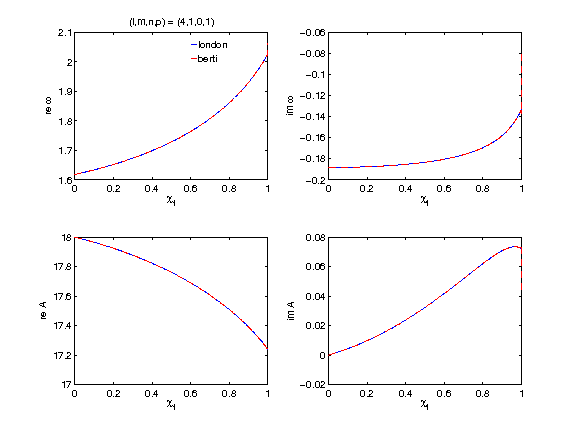 (l,m,n,p) = (4,1,0,1)
2.1
2
1.9
1.8
1.7
1.6
re ω
0 0.2 0.4 0.6 0.8 1
χf
london
berti
−0.06
−0.08
−0.1
−0.12
−0.14
−0.16
−0.18
−0.2
im ω
0 0.2 0.4 0.6 0.8 1
χf
18
17.8
17.6
17.4
17.2
17
re A
0 0.2 0.4 0.6 0.8 1
χf
0.08
0.06
0.04
0.02
0
−0.02
im A
0 0.2 0.4 0.6 0.8 1
χf